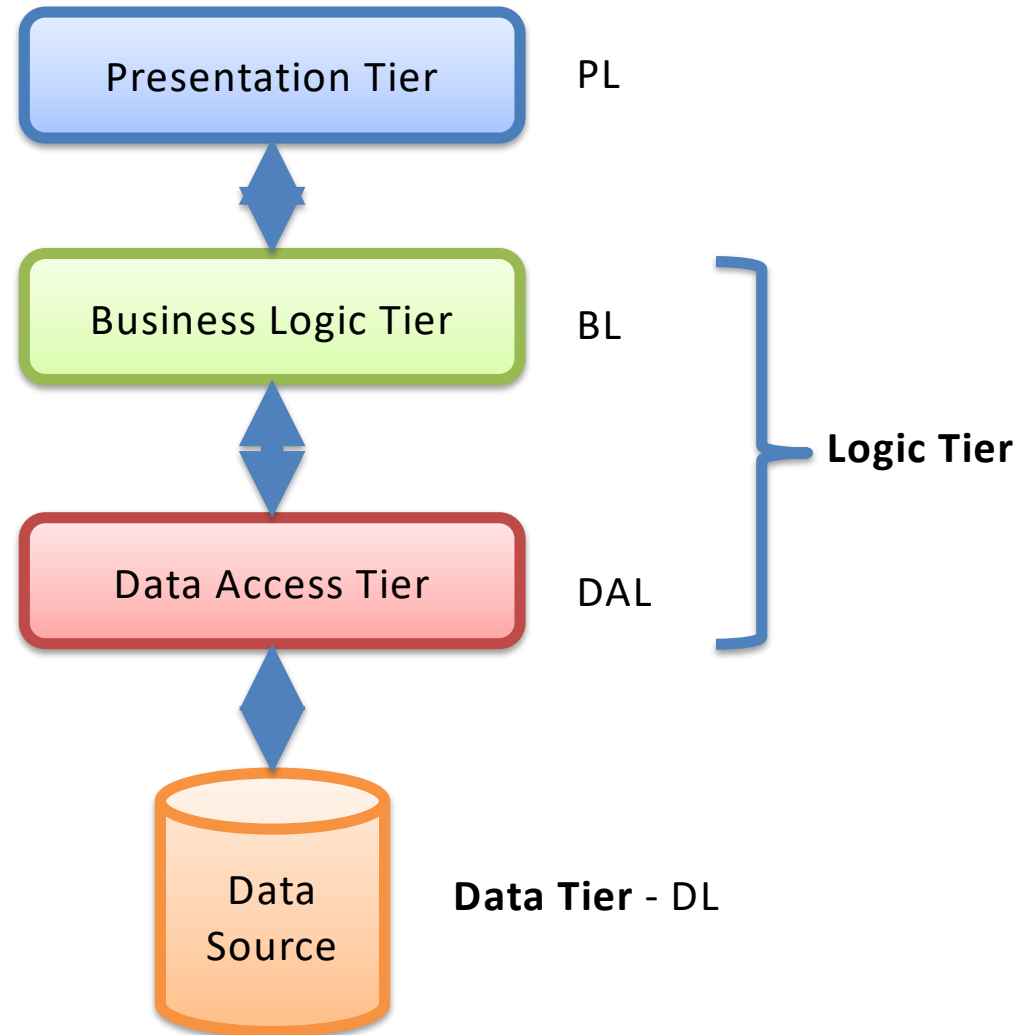 Presentation Tier
PL
Business Logic Tier
BL
Logic Tier
Data Access Tier
DAL
Data
Source
Data Tier - DL